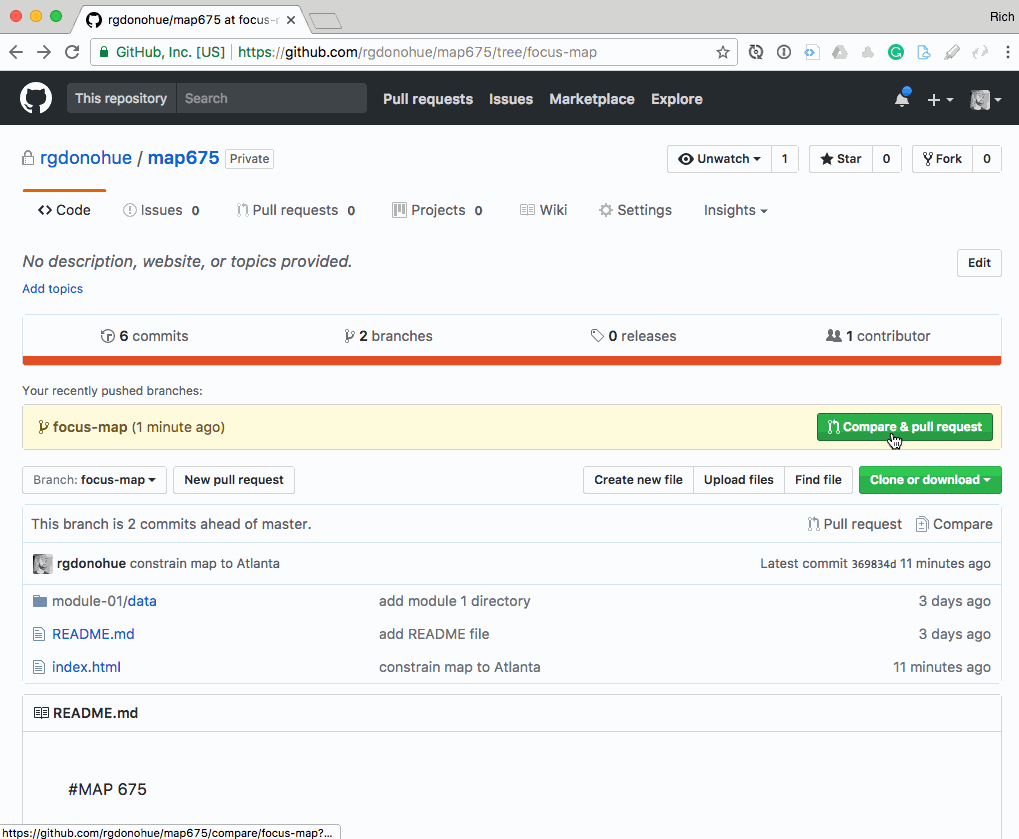 rgdonohue/map675 at focus-
Rich
GitHub, Inc. [US] https://github.com/rgdonohue/map675/tree/focus-map
This repository Search Pull requests Issues Marketplace Explore
rgdonohue / map675 Private Unwatch 1 Star 0 Fork 0
Code Issues 0 Pull requests 0 Projects 0 Wiki Settings Insights
No description, website, or topics provided. Edit
Add topics
6 commits 2 branches 0 releases 1 contributor
Your recently pushed branches:
focus-map (1 minute ago) Compare & pull request
Branch: focus-map New pull request Create new file Upload files Find file Clone or download
This branch is 2 commits ahead of master. Pull request Compare
rgdonohue constrain map to Atlanta Latest commit 369834d 11 minutes ago
module-01/data add module 1 directory 3 days ago
README.md add README file 3 days ago
index.html constrain map to Atlanta 11 minutes ago
README.md
#MAP 675
https://github.com/rgdonohue/map675/compare/focus-map?...